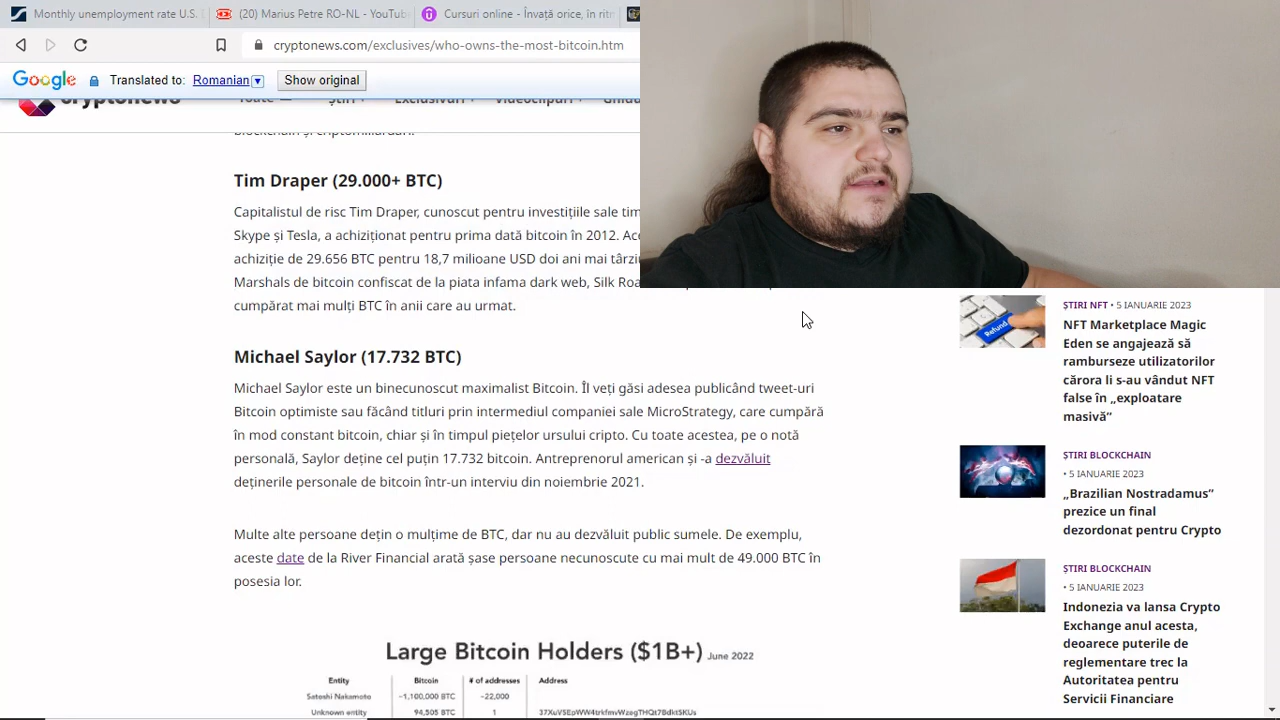 Monthly employment rate U.S.
Media cursului RO-NL
(20) YouTube
Cursuri online - Învață orice, în ritm
cryptonews.com/exclusives/who-owns-the-most-bitcoin.htm
Google Translated to: Romanian Show original
Tim Draper (29.000+ BTC)
Capitalistul de risc Tim Draper, cunoscut pentru investițiile sale
Skype și Tesla, a achiziționat pentru prima dată bitcoin în 2012.
achiziție de 29.656 BTC pentru 18,7 milioane USD doi ani mai
Marshals de bitcoin confiscat de la piata infama dark web, Silk
cumpărat mai mulți BTC în anii care au urmat.
Michael Saylor (17.732 BTC)
Michael Saylor este un binecunoscut maximalist Bitcoin. Îl veți găsi adesea publicând tweet-uri
Bitcoin optimiste sau făcând titluri prin intermediul companiei sale MicroStrategy, care cumpără
în mod constant bitcoin, chiar și în timpul piețelor ursului cripto. Cu toate acestea, pe o notă
personală, Saylor deține cel puțin 17.732 bitcoin. Antreprenorul american și -a dezvăluit
deținerile personale de bitcoin într-un interviu din noiembrie 2021.
Multe alte persoane dețin o mulțime de BTC, dar nu au dezvăluit public sumele. De exemplu,
aceste date de la River Financial arată șase persoane necunoscute cu mai mult de 49.000 BTC în
posesia lor.
Large Bitcoin Holders ($1B+) June 2022
Entity Bitcoin # of addresses Address
Satoshi Nakamoto ~1,100,000 BTC ~22,000
Unknown entity 94,505 BTC 1
Refund
ȘTIRI NFT • 5 IANUARIE 2023
NFT Marketplace Magic
Eden se angajează să
ramburseze utilizatorilor
cărora li s-au vândut NFT
false în „exploatare
masivă”
ȘTIRI BLOCKCHAIN
• 5 IANUARIE 2023
„Brazilian Nostradamus”
prezice un final
dezordonat pentru Crypto
ȘTIRI BLOCKCHAIN
• 5 IANUARIE 2023
Indonezia va lansa Crypto
Exchange anul acesta,
deoarece puterile de
reglementare trec la
Autoritatea pentru
Servicii Financiare